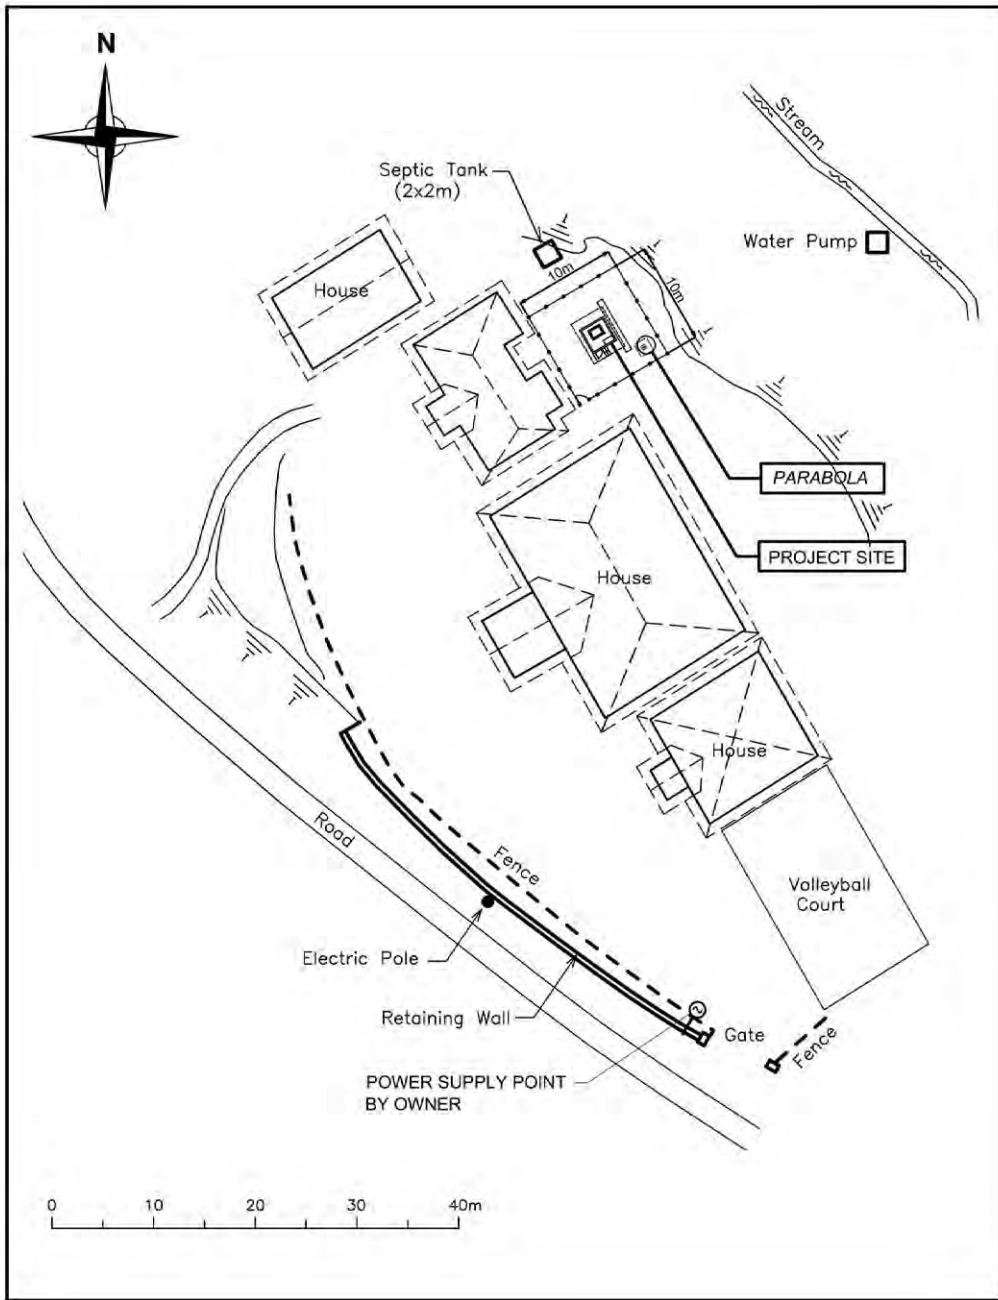 N
Stream
Septic Tank
(2x2m)
Water Pump
10m
10m
House
PARABOLA
PROJECT SITE
House
House
Road
Fence
Volleyball
Court
Electric Pole
Retaining Wall
Gate
Fence
POWER SUPPLY POINT
BY OWNER
0 10 20 30 40m